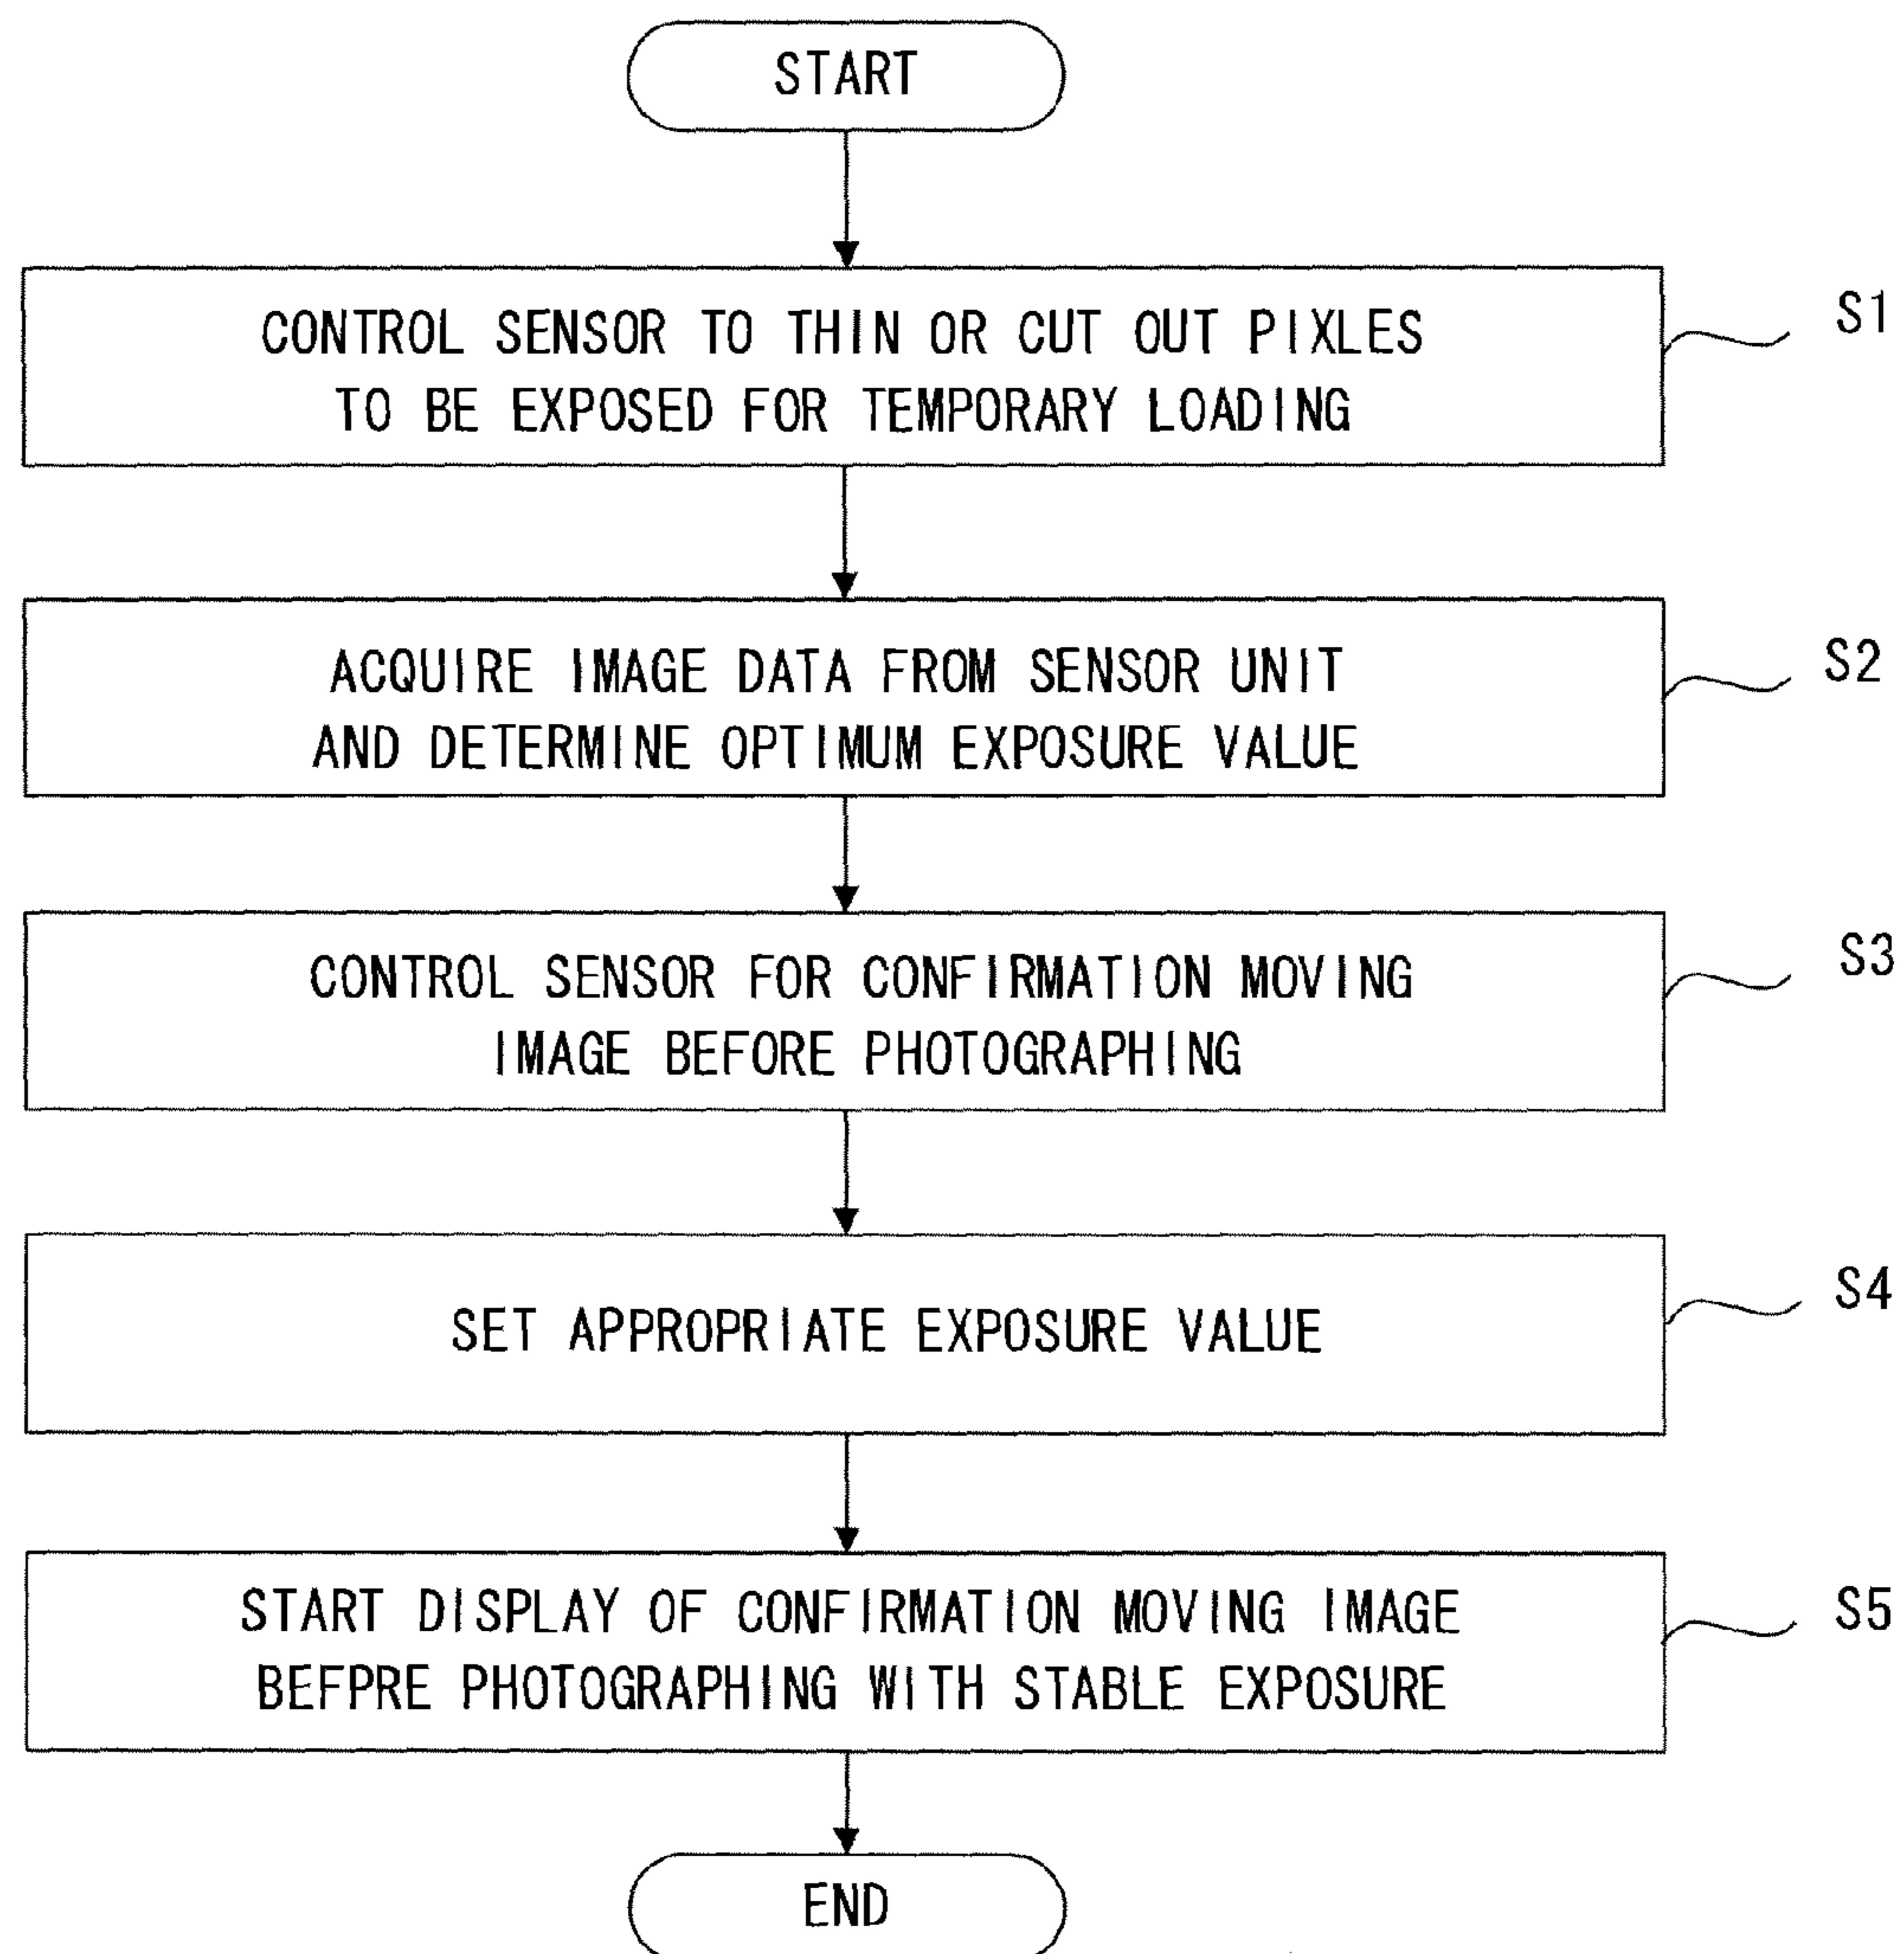 START
CONTROL SENSOR TO THIN OR CUT OUT PIXLES
TO BE EXPOSED FOR TEMPORARY LOADING
S1
ACQUIRE IMAGE DATA FROM SENSOR UNIT
AND DETERMINE OPTIMUM EXPOSURE VALUE
S2
CONTROL SENSOR FOR CONFIRMATION MOVING
IMAGE BEFORE PHOTOGRAPHING
S3
SET APPROPRIATE EXPOSURE VALUE
S4
START DISPLAY OF CONFIRMATION MOVING IMAGE
BEFPRE PHOTOGRAPHING WITH STABLE EXPOSURE
S5
END